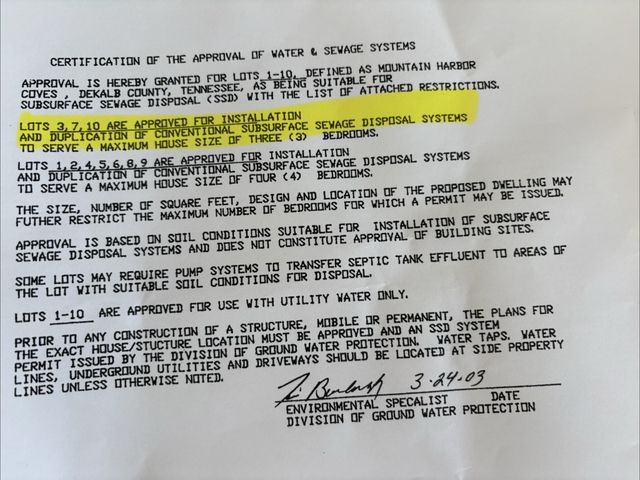 CERTIFICATION OF THE APPROVAL OF WATER & SEWAGE SYSTEMS
APPROVAL IS HEREBY GRANTED FOR LOTS 1-10, DEFINED AS MOUNTAIN HARBOR
COVES , DEKALB COUNTY, TENNESSEE, AS BEING SUITABLE FOR
SUBSURFACE SEWAGE DISPOSAL (SSD) WITH THE LIST OF ATTACHED RESTRICTIONS.
LOTS 3,7,10 ARE APPROVED FOR INSTALLATION
AND DUPLICATION OF CONVENTIONAL SUBSURFACE SEWAGE DISPOSAL SYSTEMS
TO SERVE A MAXIMUM HOUSE SIZE OF THREE (3) BEDROOMS.
LOTS 1,2,4,5,6,8,9 ARE APPROVED FOR INSTALLATION
AND DUPLICATION OF CONVENTIONAL SUBSURFACE SEWAGE DISPOSAL SYSTEMS
TO SERVE A MAXIMUM HOUSE SIZE OF FOUR (4) BEDROOMS.
THE SIZE, NUMBER OF SQUARE FEET, DESIGN AND LOCATION OF THE PROPOSED DWELLING MAY
FUTHER RESTRICT THE MAXIMUM NUMBER OF BEDROOMS FOR WHICH A PERMIT MAY BE ISSUED.
APPROVAL IS BASED ON SOIL CONDITIONS SUITABLE FOR INSTALLATION OF SUBSURFACE
SEWAGE DISPOSAL SYSTEMS AND DOES NOT CONSTITUTE APPROVAL OF BUILDING SITES.
SOME LOTS MAY REQUIRE PUMP SYSTEMS TO TRANSFER SEPTIC TANK EFFLUENT TO AREAS OF
THE LOT WITH SUITABLE SOIL CONDITIONS FOR DISPOSAL.
LOTS 1-10 ARE APPROVED FOR USE WITH UTILITY WATER ONLY.
PRIOR TO ANY CONSTRUCTION OF A STRUCTURE, MOBILE OR PERMANENT, THE PLANS FOR
THE EXACT HOUSE/STUCTURE LOCATION MUST BE APPROVED AND AN SSD SYSTEM
PERMIT ISSUED BY THE DIVISION OF GROUND WATER PROTECTION. WATER TAPS. WATER
LINES, UNDERGROUND UTILITIES AND DRIVEWAYS SHOULD BE LOCATED AT SIDE PROPERTY
LINES UNLESS OTHERWISE NOTED.
3-24-03
ENVIRONMENTAL SPECALIST DATE
DIVISION OF GROUND WATER PROTECTION